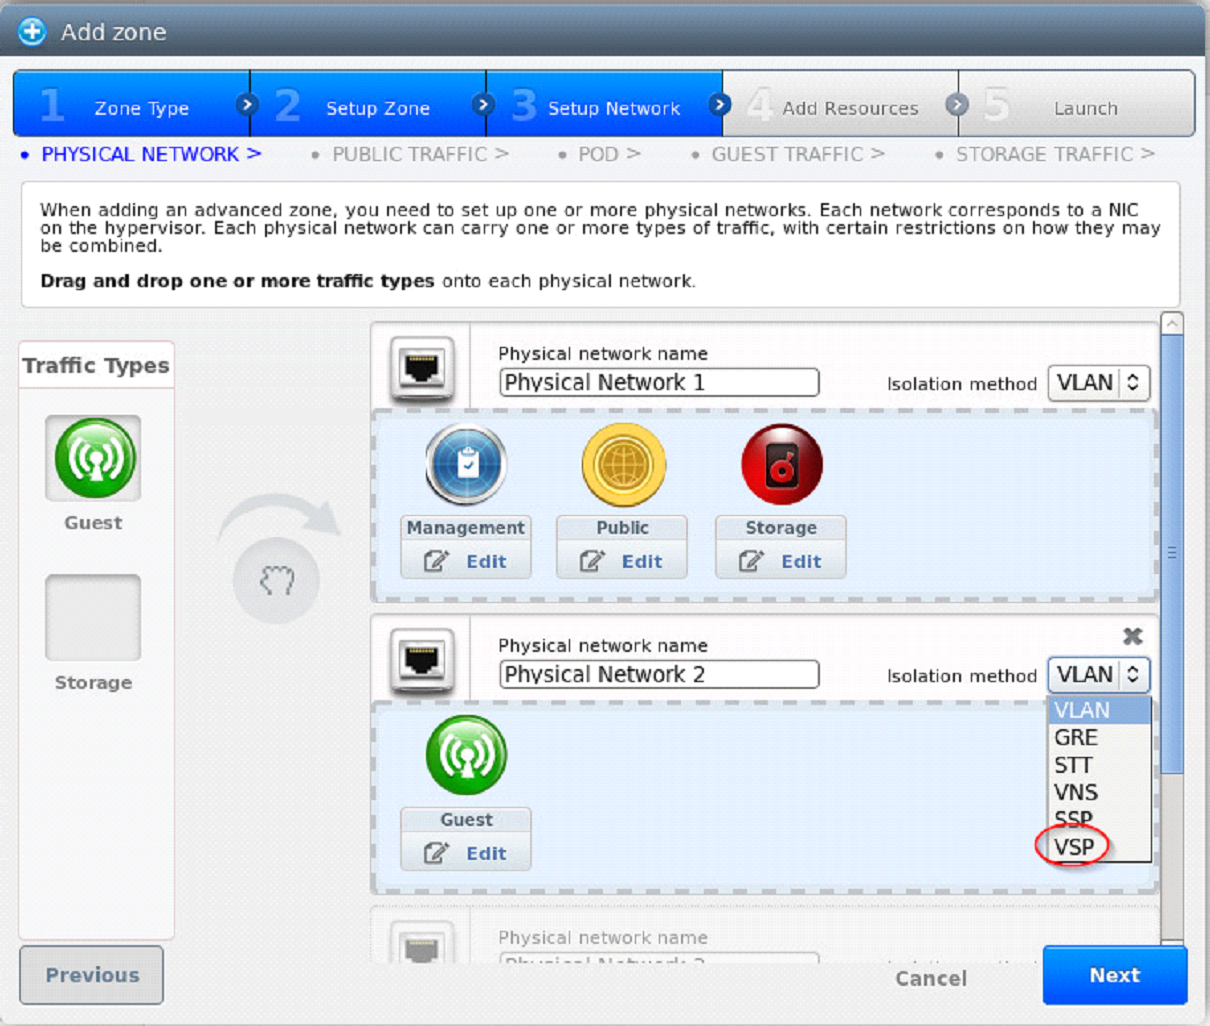 Add zone
1 Zone Type
2 Setup Zone
3 Setup Network
4 Add Resources
5 Launch
• PHYSICAL NETWORK >
• PUBLIC TRAFFIC >
• POD >
• GUEST TRAFFIC >
• STORAGE TRAFFIC >
When adding an advanced zone, you need to set up one or more physical networks. Each network corresponds to a NIC
on the hypervisor. Each physical network can carry one or more types of traffic, with certain restrictions on how they may
be combined.
Drag and drop one or more traffic types onto each physical network.
Traffic Types
Guest
Storage
Physical network name
Physical Network 1
Isolation method VLAN
Management
Edit
Public
Edit
Storage
Edit
Physical network name
Physical Network 2
Isolation method VLAN
VLAN
GRE
STT
VNS
SSP
VSP
Guest
Edit
Physical network name
Previous
Cancel
Next